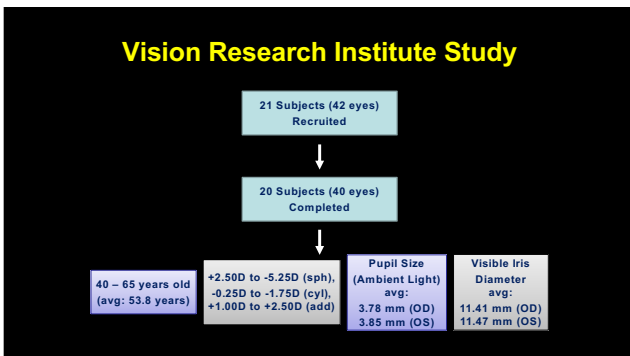 Vision Research Institute Study
21 Subjects (42 eyes)
Recruited
20 Subjects (40 eyes)
Completed
40 – 65 years old
(avg: 53.8 years)
+2.50D to -5.25D (sph),
-0.25D to -1.75D (cyl),
+1.00D to +2.50D (add)
Pupil Size
(Ambient Light)
avg:
3.78 mm (OD)
3.85 mm (OS)
Visible Iris
Diameter
avg:
11.41 mm (OD)
11.47 mm (OS)